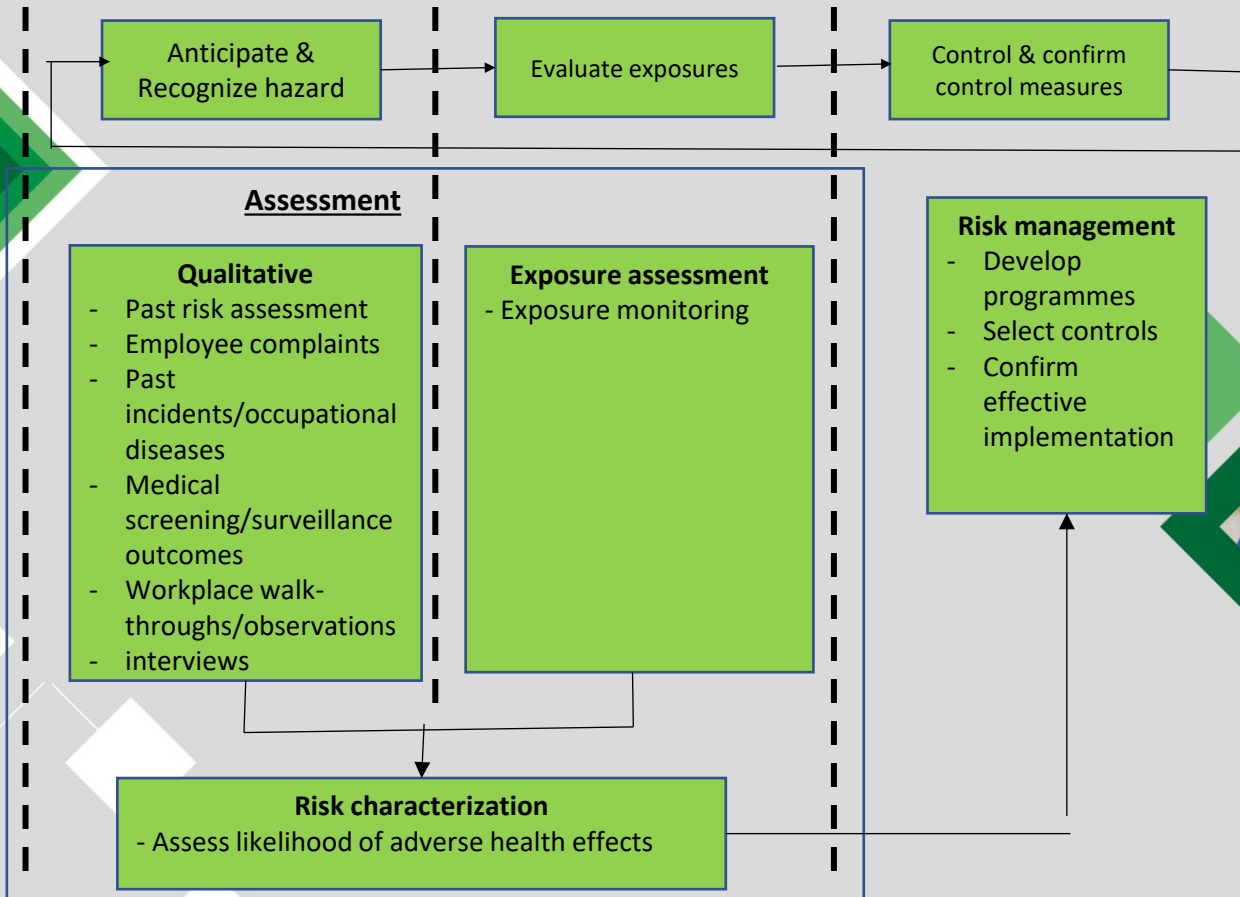 Anticipate &
Recognize hazard
Evaluate exposures
Control & confirm
control measures
Assessment
Qualitative
- Past risk assessment
- Employee complaints
- Past
incidents/occupational
diseases
- Medical
screening/surveillance
outcomes
- Workplace walk-
throughs/observations
- interviews
Exposure assessment
- Exposure monitoring
Risk management
- Develop
programmes
- Select controls
- Confirm
effective
implementation
Risk characterization
- Assess likelihood of adverse health effects